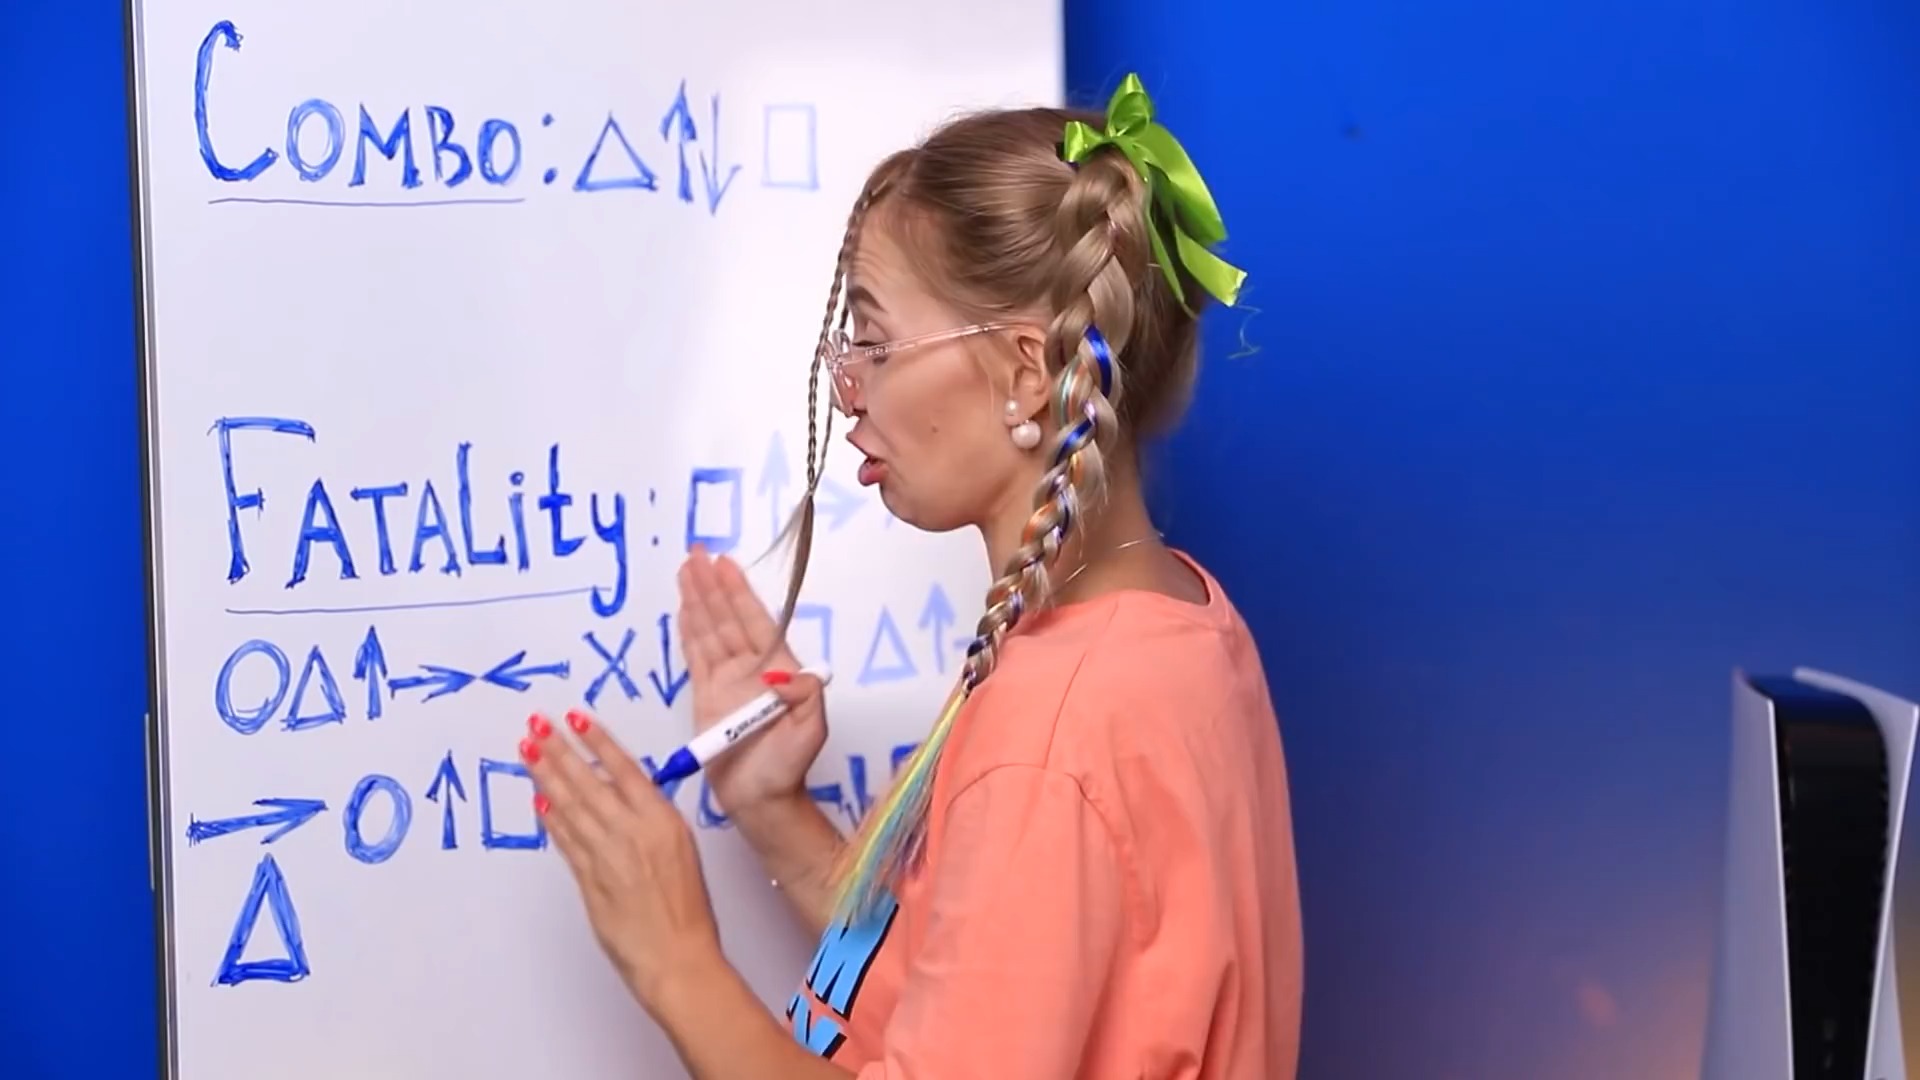 COMBO: △↑↓□
FATALity: □↑→
○△↑→←X↓□△↑
→○↑□
△